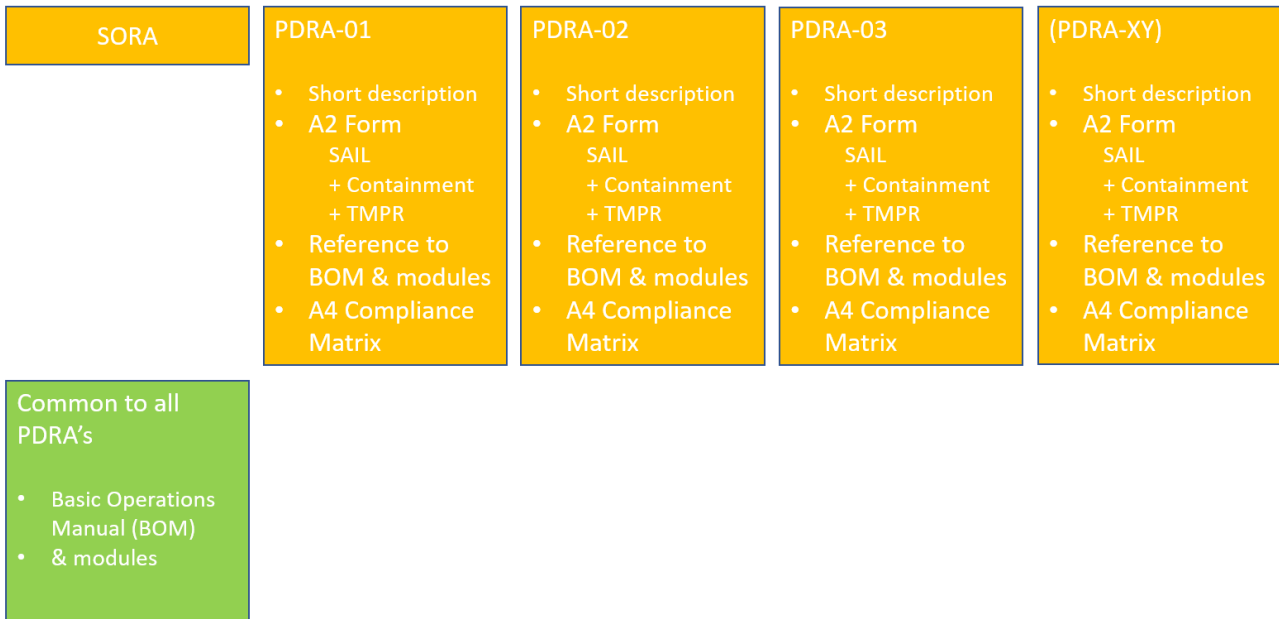 SORA
PDRA-01
• Short description
• A2 Form
SAIL
+ Containment
+ TMPR
• Reference to
BOM & modules
• A4 Compliance
Matrix
PDRA-02
• Short description
• A2 Form
SAIL
+ Containment
+ TMPR
• Reference to
BOM & modules
• A4 Compliance
Matrix
PDRA-03
• Short description
• A2 Form
SAIL
+ Containment
+ TMPR
• Reference to
BOM & modules
• A4 Compliance
Matrix
(PDRA-XY)
• Short description
• A2 Form
SAIL
+ Containment
+ TMPR
• Reference to
BOM & modules
• A4 Compliance
Matrix
Common to all
PDRA's
• Basic Operations
Manual (BOM)
• & modules